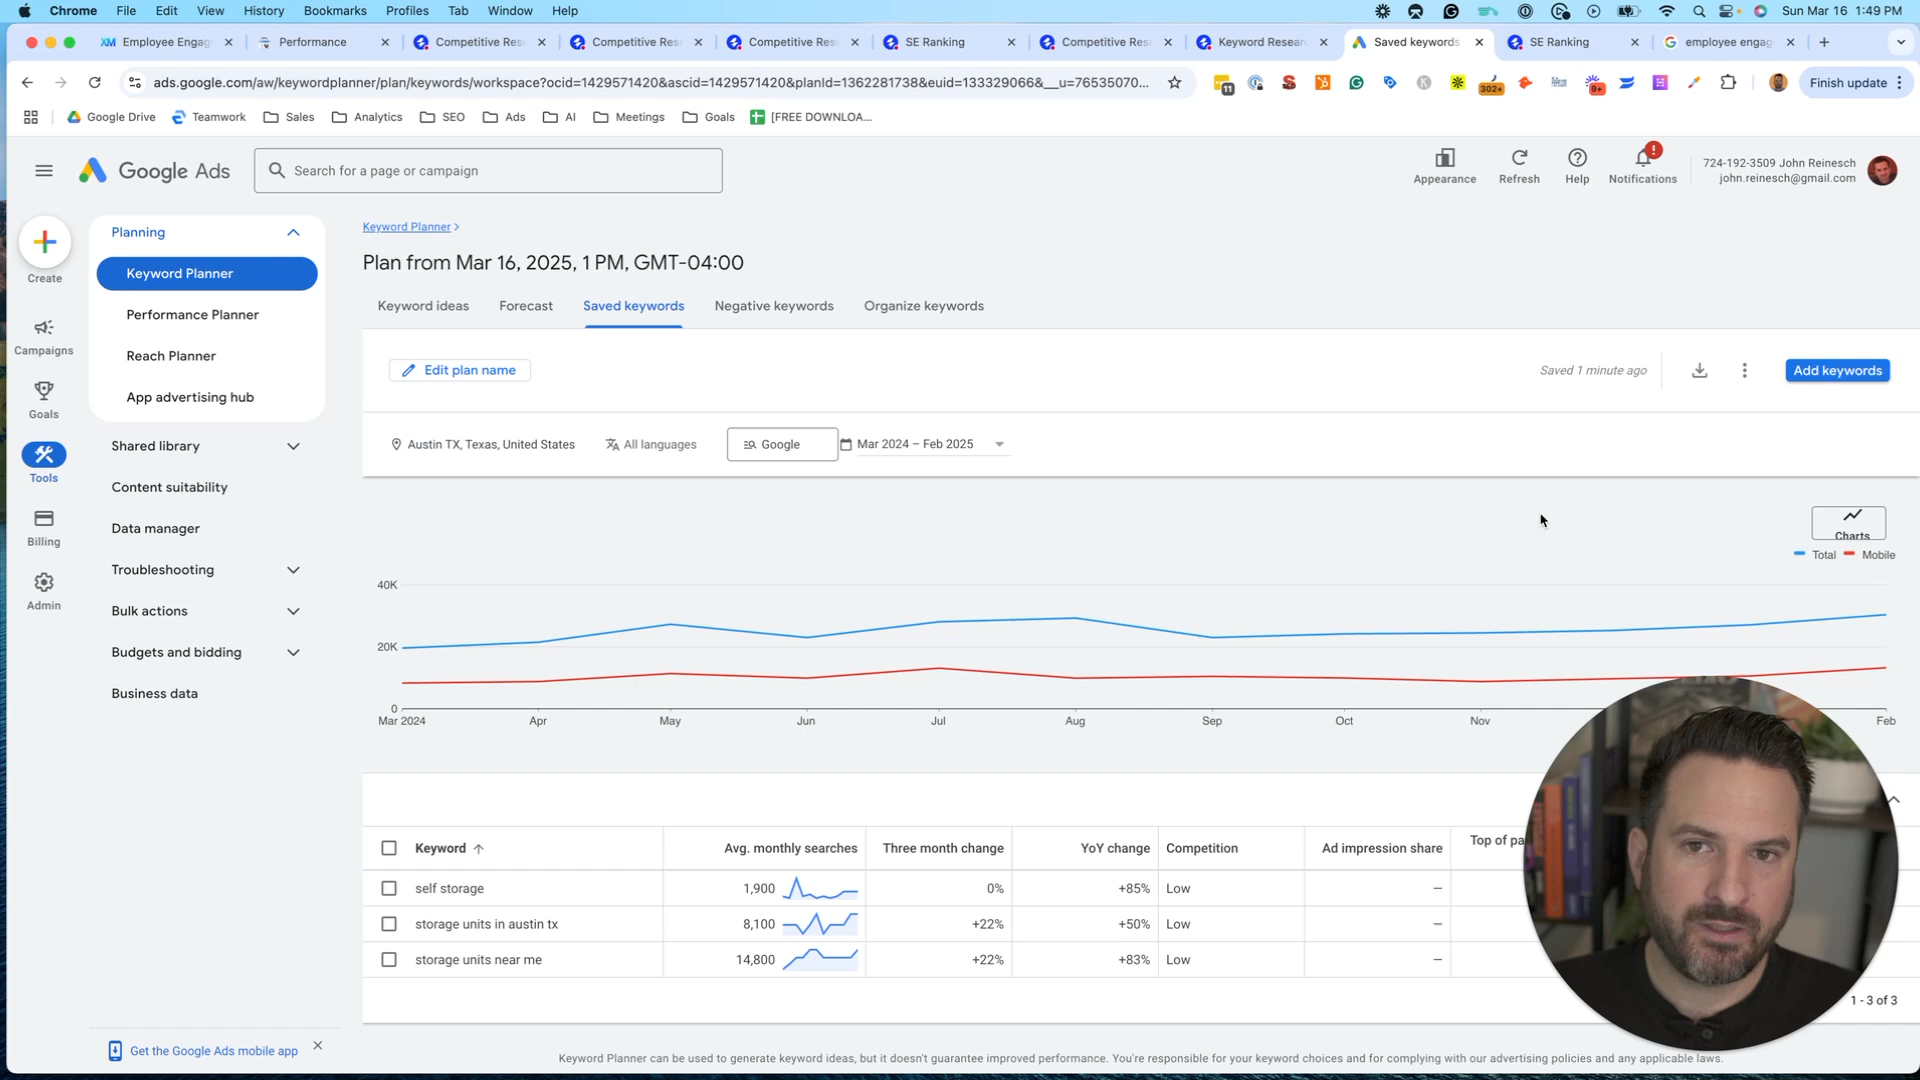 Chrome File Edit View History Bookmarks Profiles Tab Window Help Sun Mar 16 1:49 PM
Employee Engag Performance Competitive Res Competitive Res Competitive Res SE Ranking Competitive Res Keyword Resear Saved keywords SE Ranking employee engag
ads.google.com/aw/keywordplanner/plan/keywords/workspace?ocid=1429571420&ascid=1429571420&planId=1362281738&euid=133329066&__u=76535070... 11 302+ 9+ Finish update
Google Drive Teamwork Sales Analytics SEO Ads AI Meetings Goals [FREE DOWNLOA...
Google Ads
Search for a page or campaign
Appearance Refresh Help Notifications
724-192-3509 John Reinesch
john.reinesch@gmail.com
Create
Campaigns
Goals
Tools
Billing
Admin
Planning
Keyword Planner
Performance Planner
Reach Planner
App advertising hub
Shared library
Content suitability
Data manager
Troubleshooting
Bulk actions
Budgets and bidding
Business data
Get the Google Ads mobile app
Keyword Planner >
Plan from Mar 16, 2025, 1 PM, GMT-04:00
Keyword ideas Forecast Saved keywords Negative keywords Organize keywords
Edit plan name Saved 1 minute ago Add keywords
Austin TX, Texas, United States All languages Google Mar 2024 – Feb 2025
Charts
Total Mobile
40K
20K
0
Mar 2024 Apr May Jun Jul Aug Sep Oct Nov Feb
Keyword Avg. monthly searches Three month change YoY change Competition Ad impression share Top of pa
self storage 1,900 0% +85% Low –
storage units in austin tx 8,100 +22% +50% Low –
storage units near me 14,800 +22% +83% Low –
1 - 3 of 3
Keyword Planner can be used to generate keyword ideas, but it doesn't guarantee improved performance. You're responsible for your keyword choices and for complying with our advertising policies and any applicable laws.